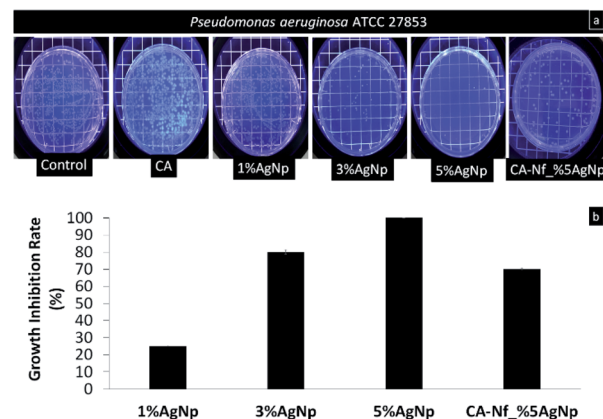 Pseudomonas aeruginosa ATCC 27853
a
Control
CA
1%AgNp
3%AgNp
5%AgNp
CA-Nf_%5AgNp
b
Growth Inhibition Rate
(%)
100
90
80
70
60
50
40
30
20
10
0
1%AgNp
3%AgNp
5%AgNp
CA-Nf_%5AgNp